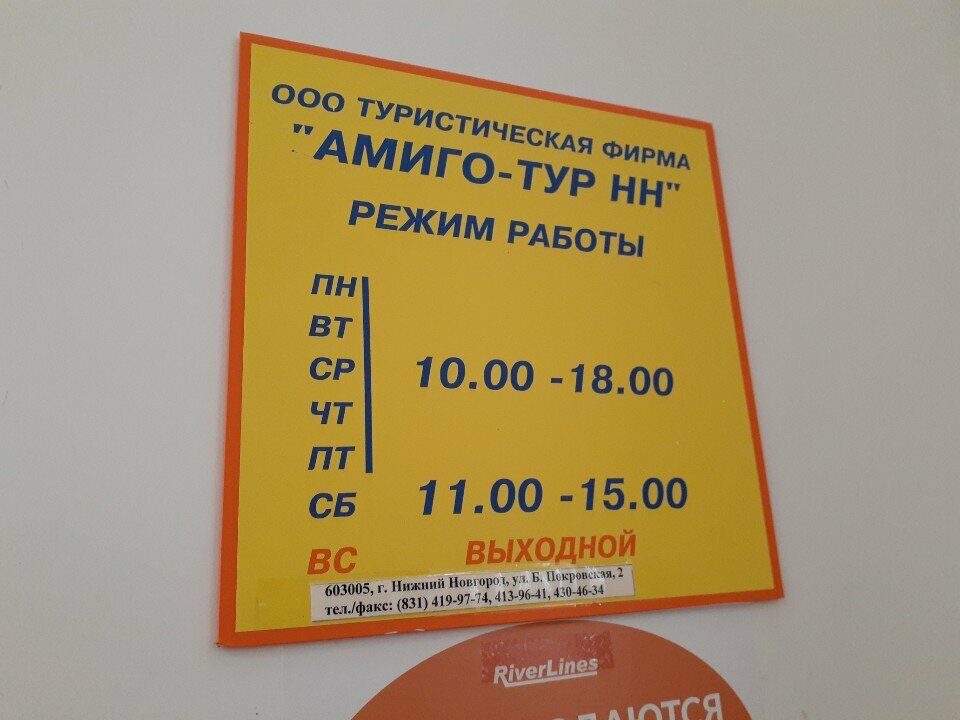 ООО ТУРИСТИЧЕСКАЯ ФИРМА
"АМИГО-ТУР НН"
РЕЖИМ РАБОТЫ
ПН
ВТ
СР 10.00 -18.00
ЧТ
ПТ
СБ 11.00 -15.00
ВС ВЫХОДНОЙ
603005, г. Нижний Новгород, ул. Б. Покровская, 2
тел./факс: (831) 419-97-74, 413-96-41, 430-46-34
RiverLines